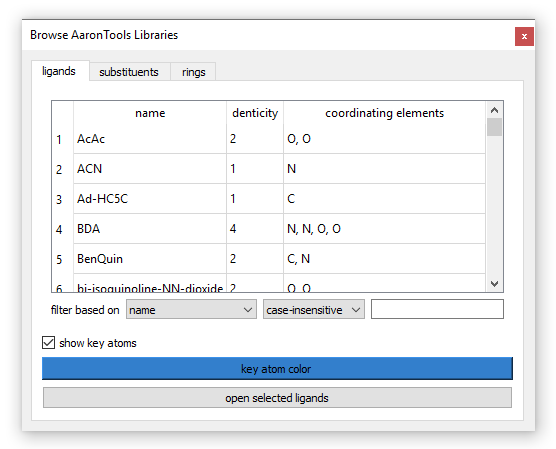 Browse AaronTools Libraries
x
ligands substituents rings
name denticity coordinating elements
1 AcAc 2 O, O
2 ACN 1 N
3 Ad-HC5C 1 C
4 BDA 4 N, N, O, O
5 BenQuin 2 C, N
6 bi-isoquinoline-NN-dioxide 2 O, O
filter based on name case-insensitive
show key atoms
key atom color
open selected ligands